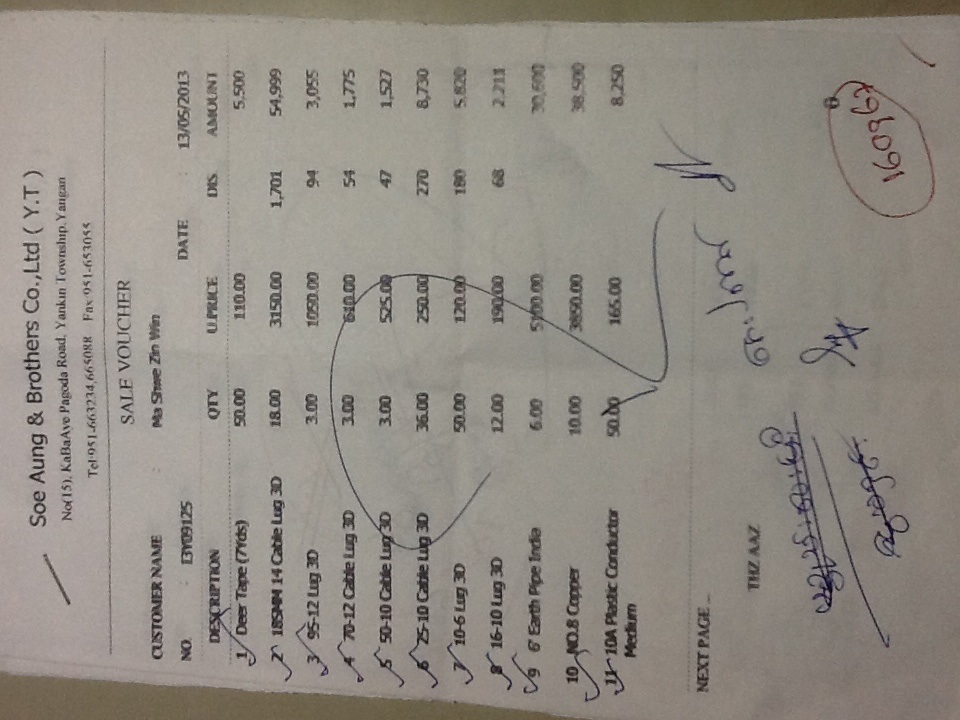 Soe Aung & Brothers Co.,Ltd ( Y.T )
No(15), KaBaAye Pagoda Road, Yankin Township, Yangan
Tel:951-663234,665088 Fax:951-653055
SALE VOUCHER
CUSTOMER NAME : Ma Shwe Zin Win
NO. : 13Y09125 DATE : 13/05/2013
DESCRIPTION QTY U.PRICE DIS. AMOUNT
1 Deer Tape (7Yds) 50.00 110.00 5,500
2 185MM 14 Cable Lug 3D 18.00 3150.00 1,701 54,999
3 95-12 Lug 3D 3.00 1050.00 94 3,055
4 70-12 Cable Lug 3D 3.00 610.00 54 1,775
5 50-10 Cable Lug 3D 3.00 525.00 47 1,527
6 25-10 Cable Lug 3D 36.00 250.00 270 8,730
7 10-6 Lug 3D 50.00 120.00 180 5,820
8 16-10 Lug 3D 12.00 190.00 68 2,211
9 6' Earth Pipe India 6.00 5100.00 30,600
10 NO.8 Copper 10.00 3850.00 38,500
11 10A Plastic Conductor 50.00 165.00 8,250
Medium
NEXT PAGE ..
THZ AAZ
160967